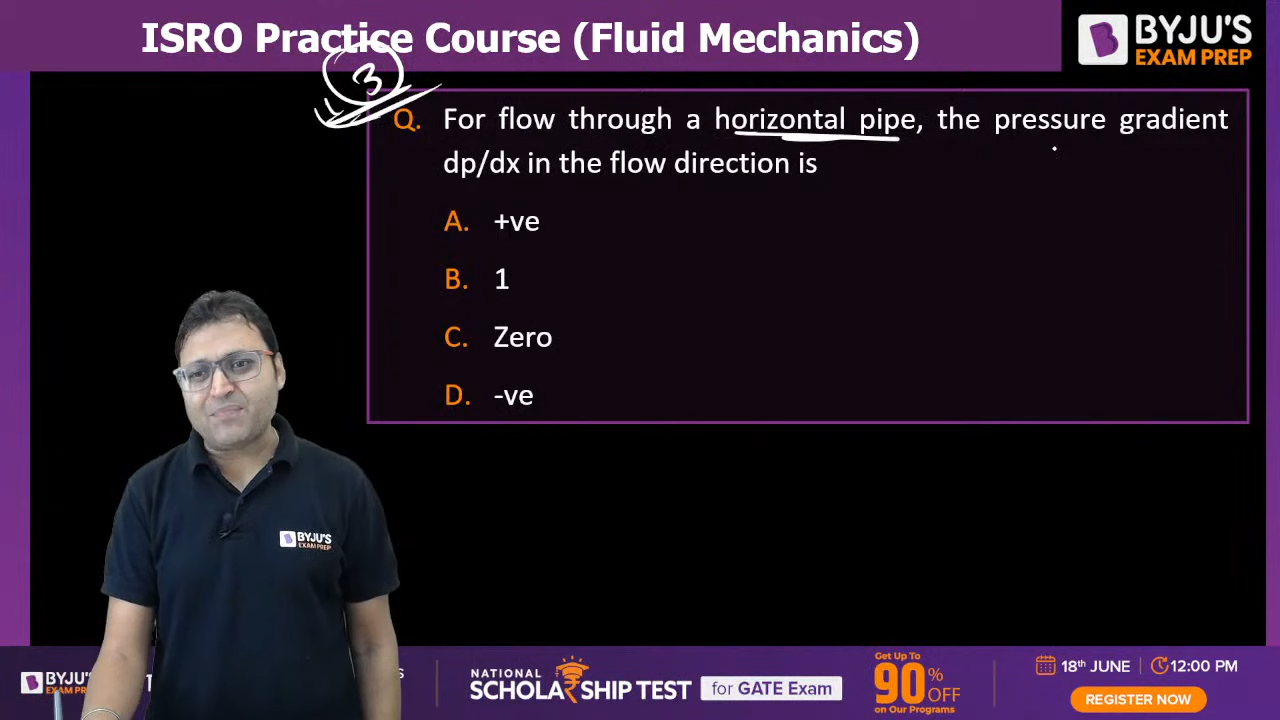 ISRO Practice Course (Fluid Mechanics)
BYJU'S
EXAM PREP
3
Q. For flow through a horizontal pipe, the pressure gradient
dp/dx in the flow direction is
A. +ve
B. 1
C. Zero
D. -ve
BYJU'S
EXAM PREP
NATIONAL
SCHOLARSHIP TEST
for GATE Exam
Get Up To
90% OFF
on Our Programs
18th JUNE
12:00 PM
REGISTER NOW